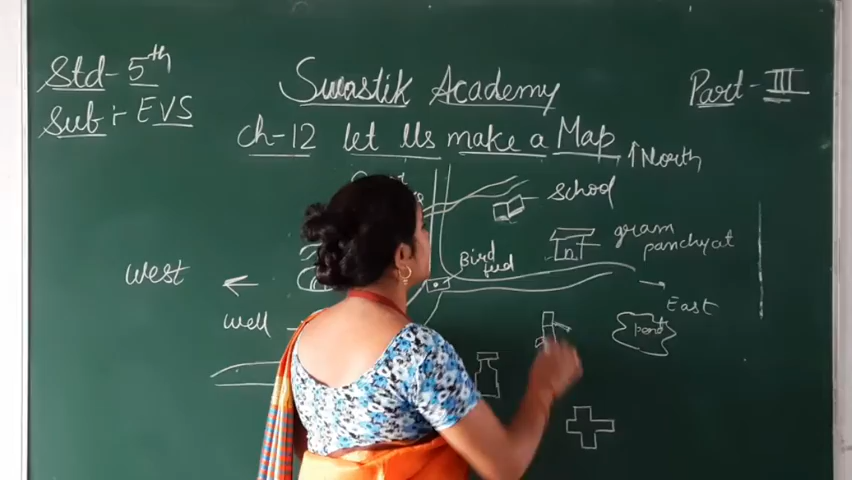 Std - 5th
Swastik Academy
Part - III
Sub :- EVS
Ch-12 let Us make a Map
↑North
school
gram
panchyat
Bird
west
East
well
pond